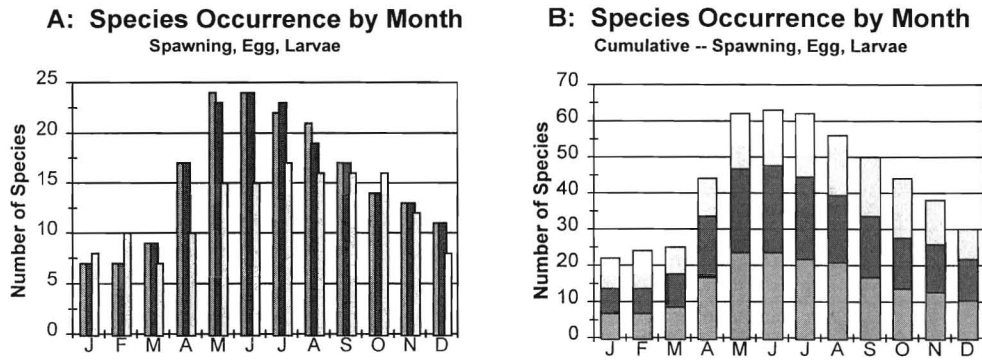 A: Species Occurrence by Month
Spawning, Egg, Larvae
Number of Species
25
20
15
10
5
0
J F M A M J J A S O N D
B: Species Occurrence by Month
Cumulative -- Spawning, Egg, Larvae
Number of Species
70
60
50
40
30
20
10
0
J F M A M J J A S O N D